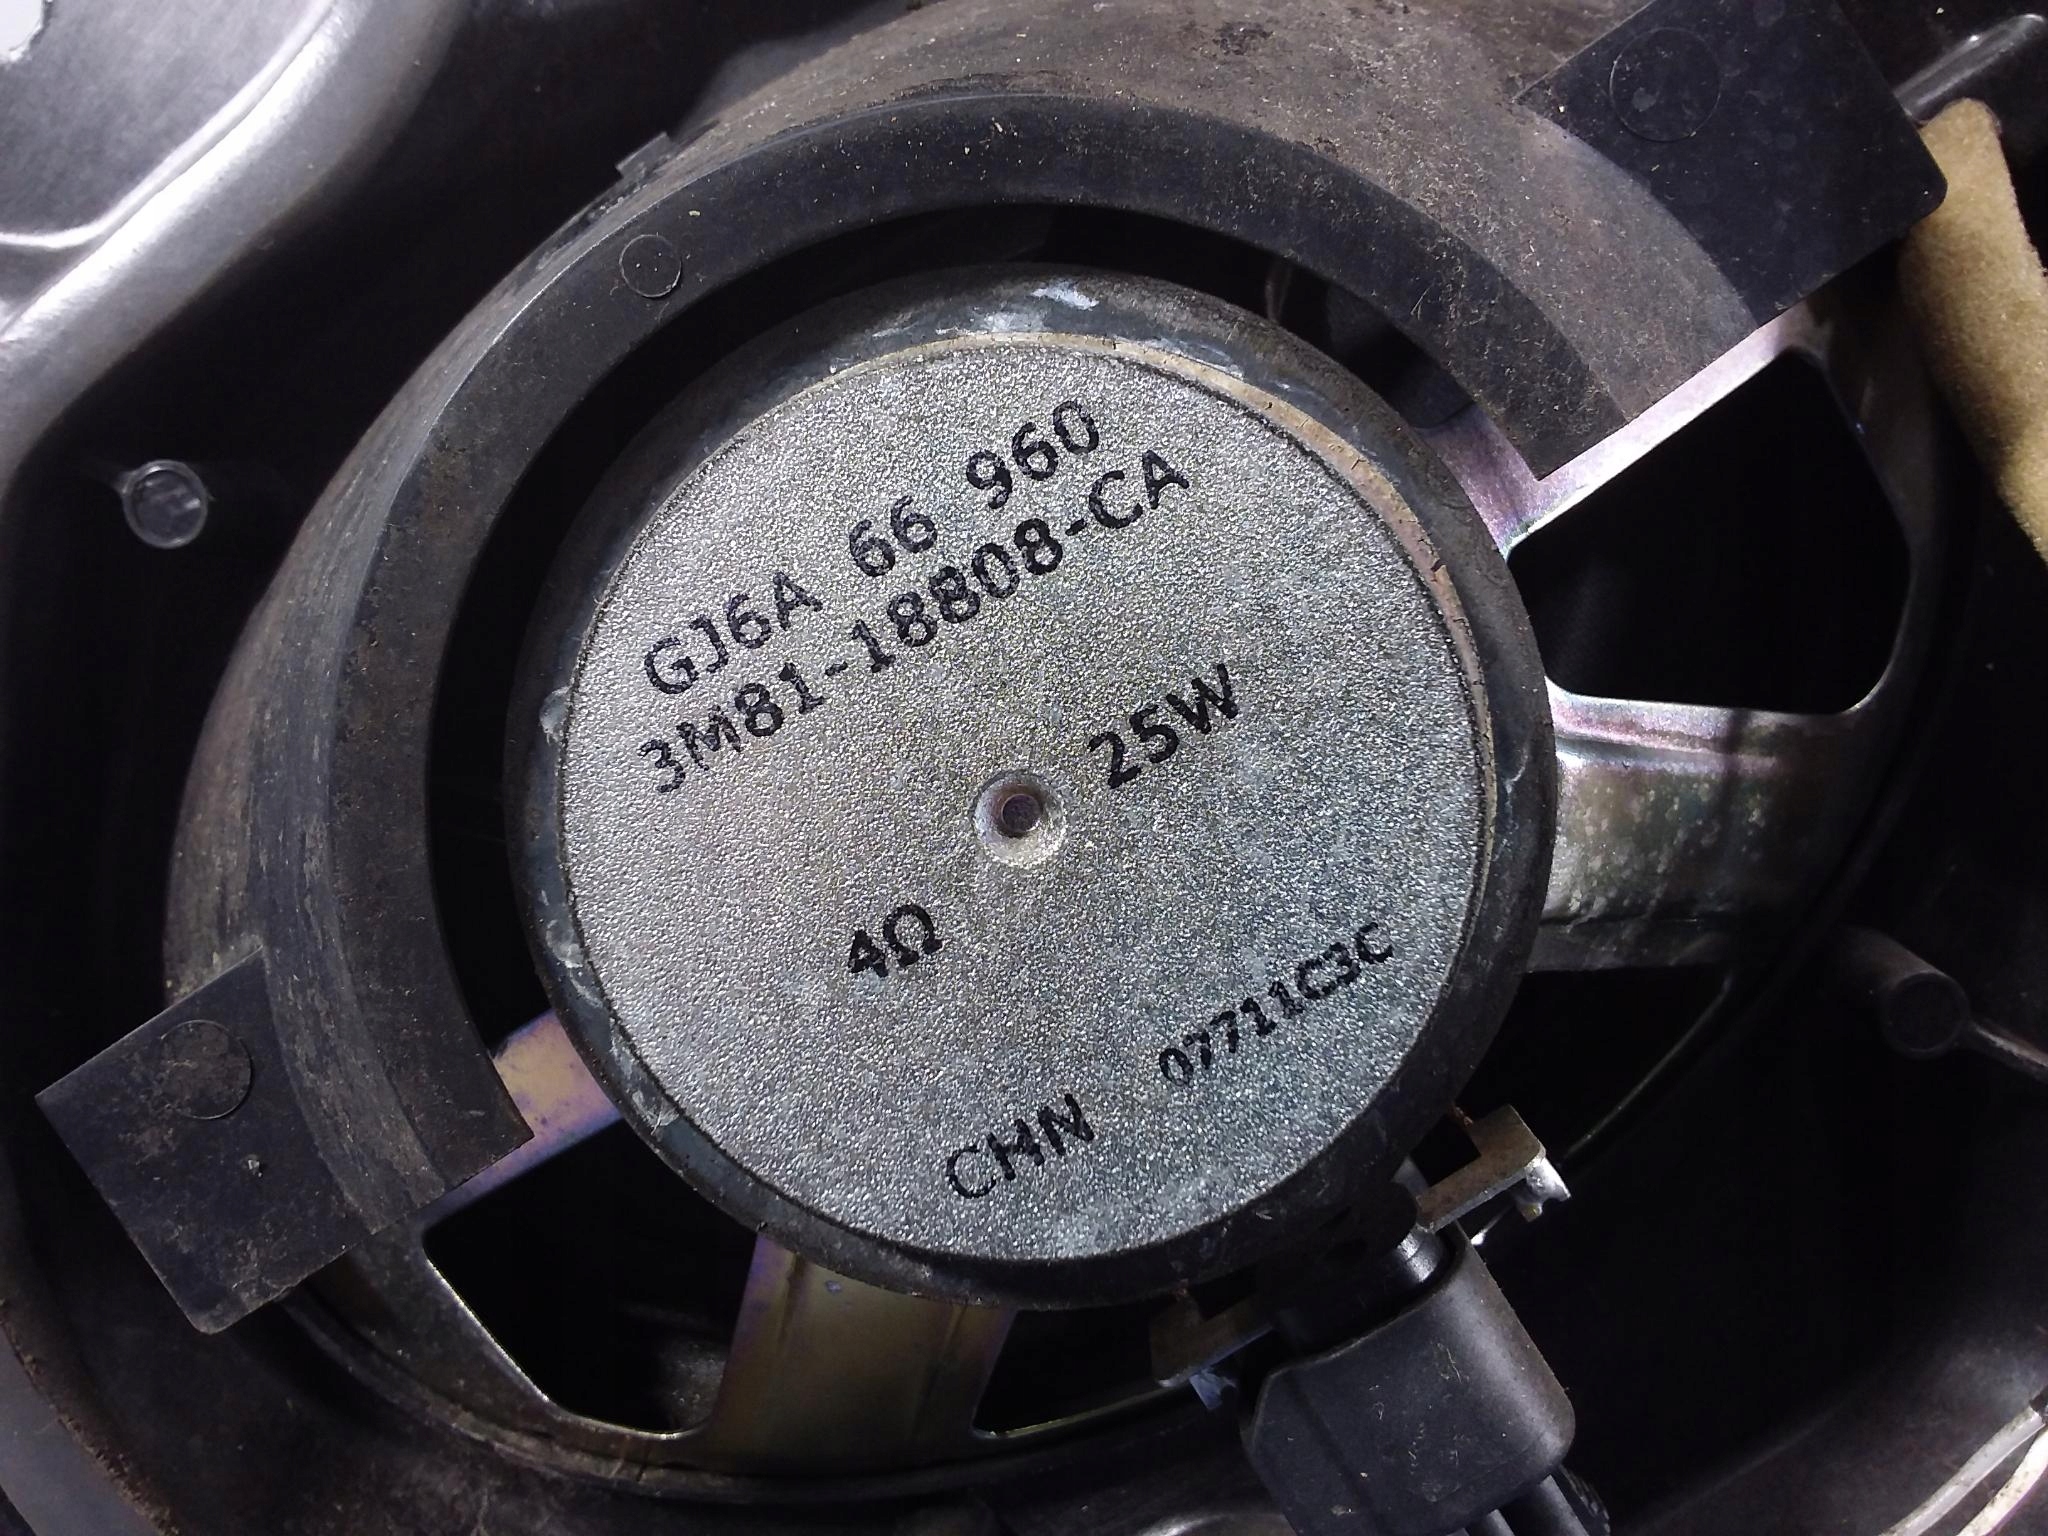 GJ6A 66 960
3M81-18808-CA
25W
4Ω
07711C3C
CHN